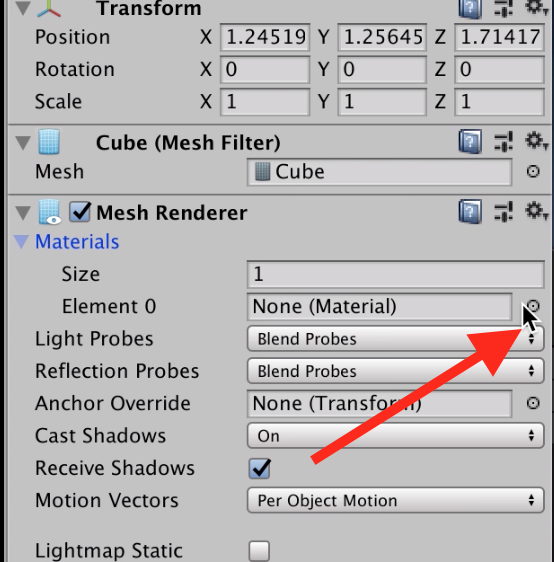 Transform
Position X 1.24519 Y 1.25645 Z 1.71417
Rotation X 0 Y 0 Z 0
Scale X 1 Y 1 Z 1
Cube (Mesh Filter)
Mesh Cube
Mesh Renderer
Materials
Size 1
Element 0 None (Material)
Light Probes Blend Probes
Reflection Probes Blend Probes
Anchor Override None (Transform)
Cast Shadows On
Receive Shadows
Motion Vectors Per Object Motion
Lightmap Static